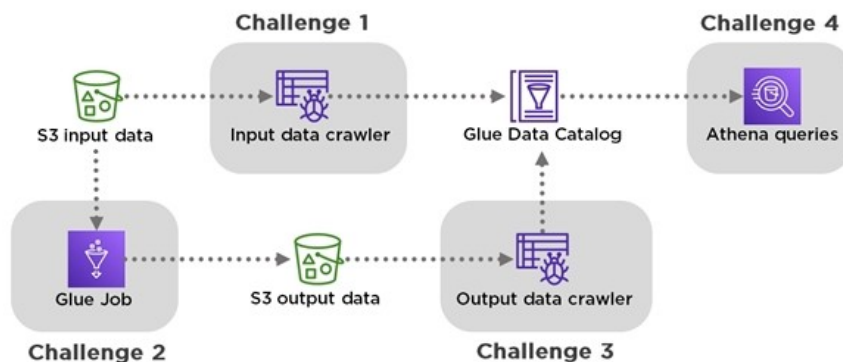 Challenge 1
Challenge 4
S3 input data
Input data crawler
Glue Data Catalog
Athena queries
Glue Job
S3 output data
Output data crawler
Challenge 2
Challenge 3